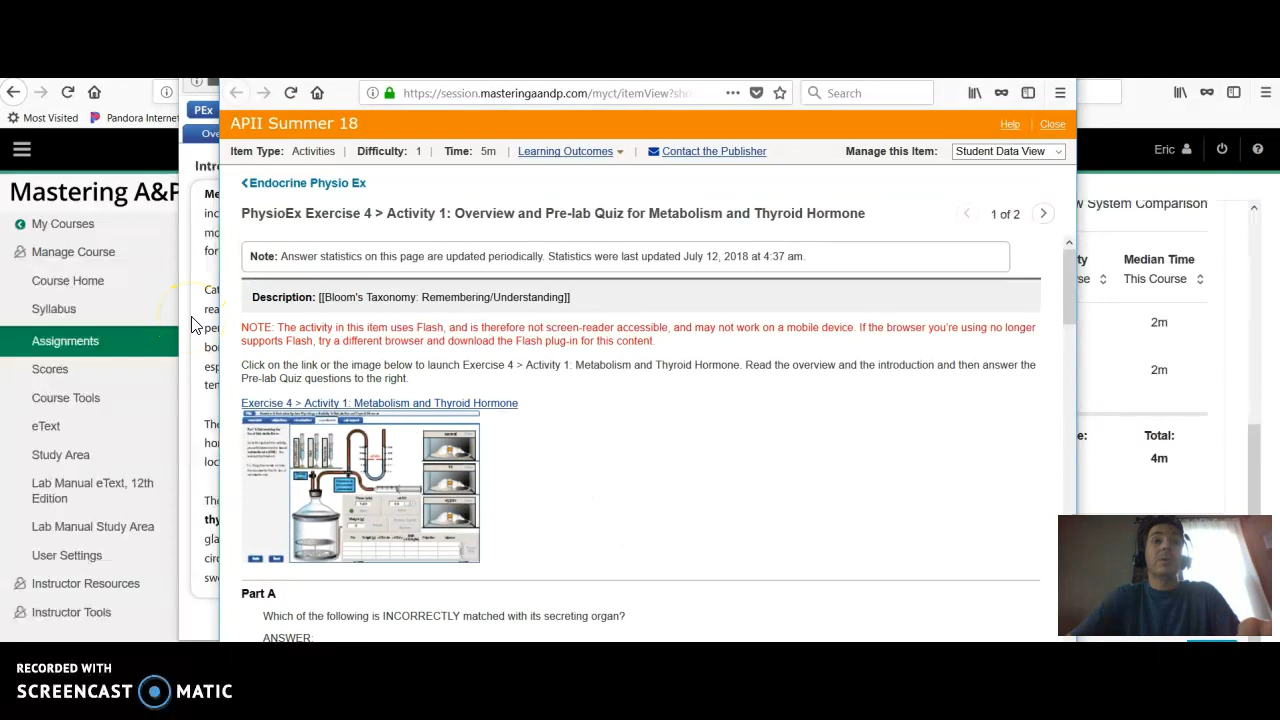 https://session.masteringaandp.com/myct/itemView?sho
Search
Most Visited
Pandora Internet
PEx
APII Summer 18
Help
Close
Ove
Item Type: Activities
Difficulty: 1
Time: 5m
Learning Outcomes
Contact the Publisher
Manage this Item:
Student Data View
Eric
Intro
Mastering A&P
My Courses
Manage Course
Course Home
Syllabus
Assignments
Scores
Course Tools
eText
Study Area
Lab Manual eText, 12th
Edition
Lab Manual Study Area
User Settings
Instructor Resources
Instructor Tools
Endocrine Physio Ex
PhysioEx Exercise 4 > Activity 1: Overview and Pre-lab Quiz for Metabolism and Thyroid Hormone
1 of 2
Note: Answer statistics on this page are updated periodically. Statistics were last updated July 12, 2018 at 4:37 am.
Description: [[Bloom's Taxonomy: Remembering/Understanding]]
NOTE: The activity in this item uses Flash, and is therefore not screen-reader accessible, and may not work on a mobile device. If the browser you're using no longer
supports Flash, try a different browser and download the Flash plug-in for this content.
Click on the link or the image below to launch Exercise 4 > Activity 1: Metabolism and Thyroid Hormone. Read the overview and the introduction and then answer the
Pre-lab Quiz questions to the right.
Exercise 4 > Activity 1: Metabolism and Thyroid Hormone
Part A
Which of the following is INCORRECTLY matched with its secreting organ?
ANSWER:
w System Comparison
Median Time
se
This Course
2m
2m
e:
Total:
4m
RECORDED WITH
SCREENCAST MATIC